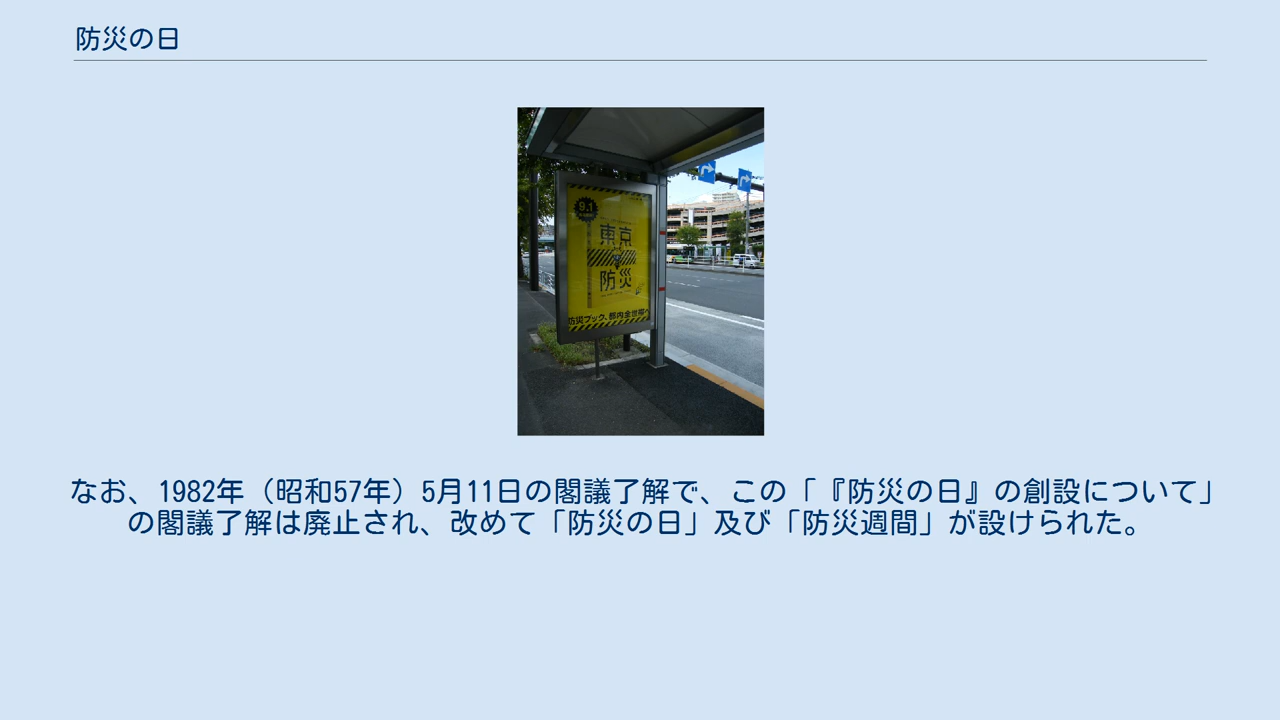 防災の日
9.1
東京
防災
防災ブック、都内全世帯へ
なお、1982年（昭和57年）5月11日の閣議了解で、この「『防災の日』の創設について」
の閣議了解は廃止され、改めて「防災の日」及び「防災週間」が設けられた。